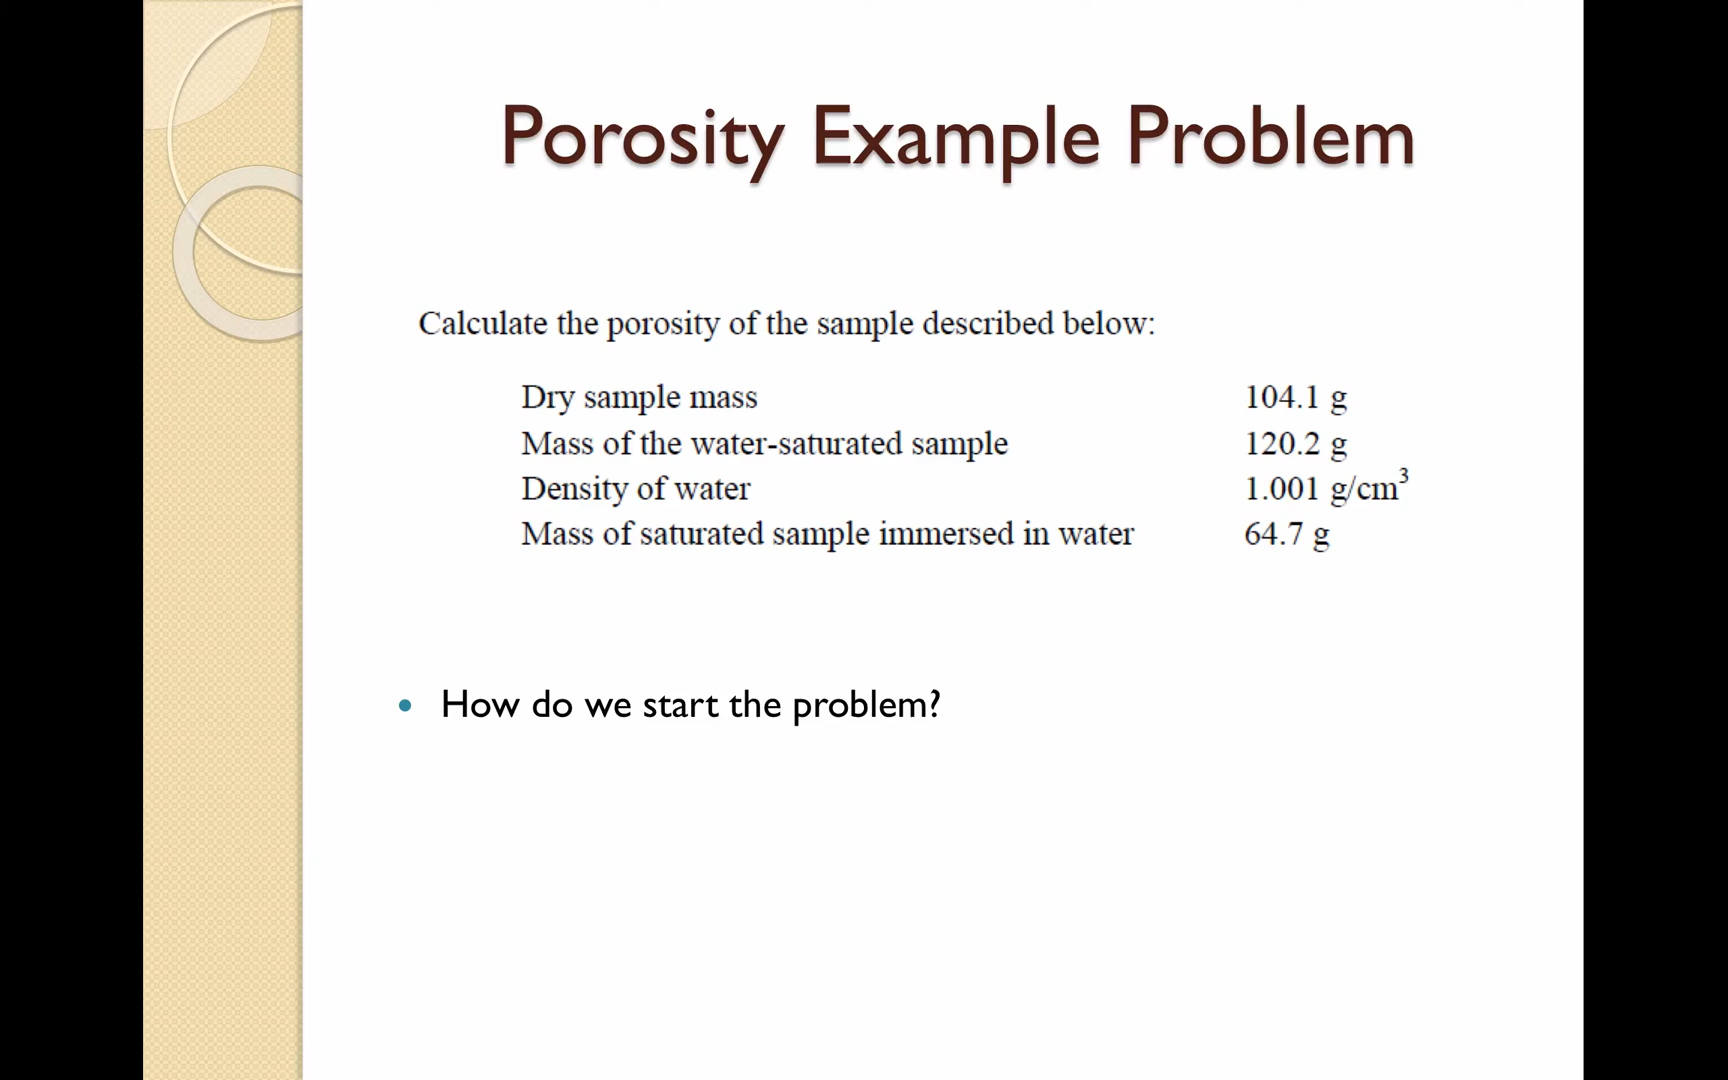 Porosity Example Problem
Calculate the porosity of the sample described below:
Dry sample mass 104.1 g
Mass of the water-saturated sample 120.2 g
Density of water 1.001 g/cm³
Mass of saturated sample immersed in water 64.7 g
• How do we start the problem?